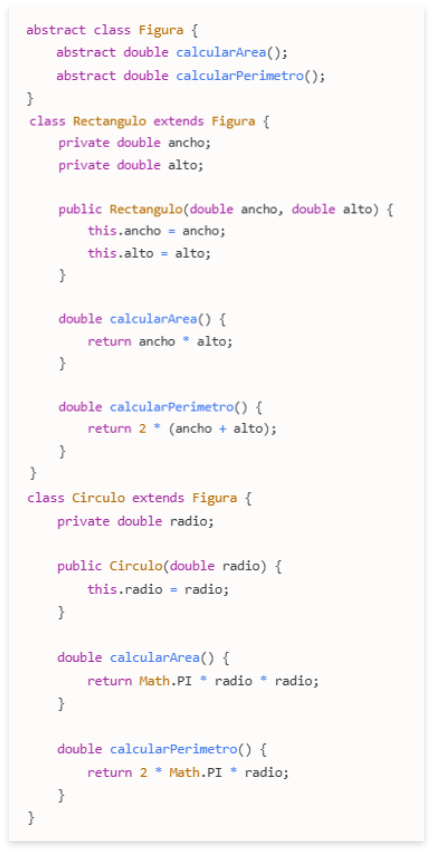 abstract class Figura {
    abstract double calcularArea();
    abstract double calcularPerimetro();
}
class Rectangulo extends Figura {
    private double ancho;
    private double alto;

    public Rectangulo(double ancho, double alto) {
        this.ancho = ancho;
        this.alto = alto;
    }

    double calcularArea() {
        return ancho * alto;
    }

    double calcularPerimetro() {
        return 2 * (ancho + alto);
    }
}
class Circulo extends Figura {
    private double radio;

    public Circulo(double radio) {
        this.radio = radio;
    }

    double calcularArea() {
        return Math.PI * radio * radio;
    }

    double calcularPerimetro() {
        return 2 * Math.PI * radio;
    }
}